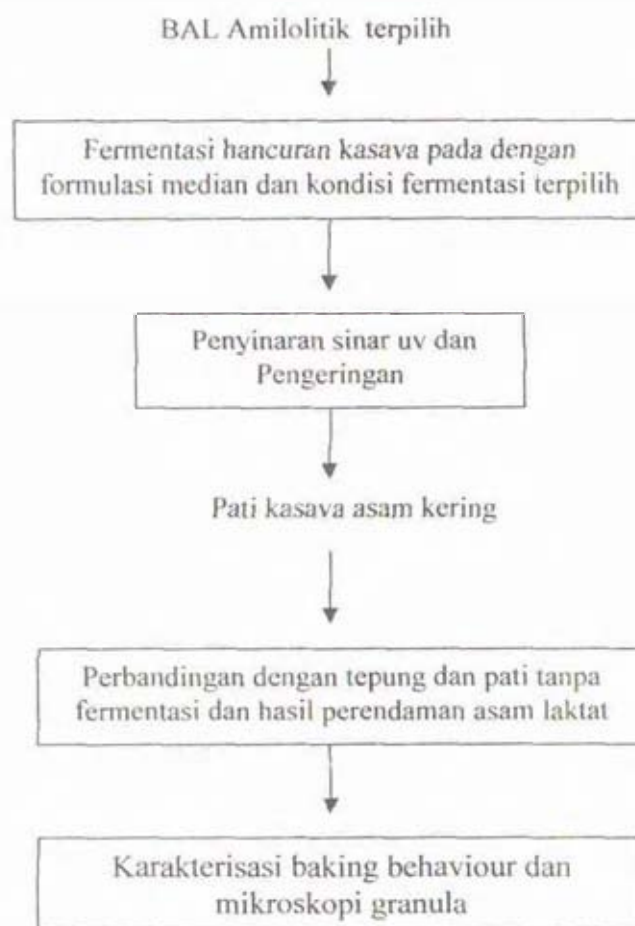 BAL Amilolitik terpilih
Fermentasi hancuran kasava pada dengan
formulasi median dan kondisi fermentasi terpilih
Penyinaran sinar uv dan
Pengeringan
Pati kasava asam kering
Perbandingan dengan tepung dan pati tanpa
fermentasi dan hasil perendaman asam laktat
Karakterisasi baking behaviour dan
mikroskopi granula